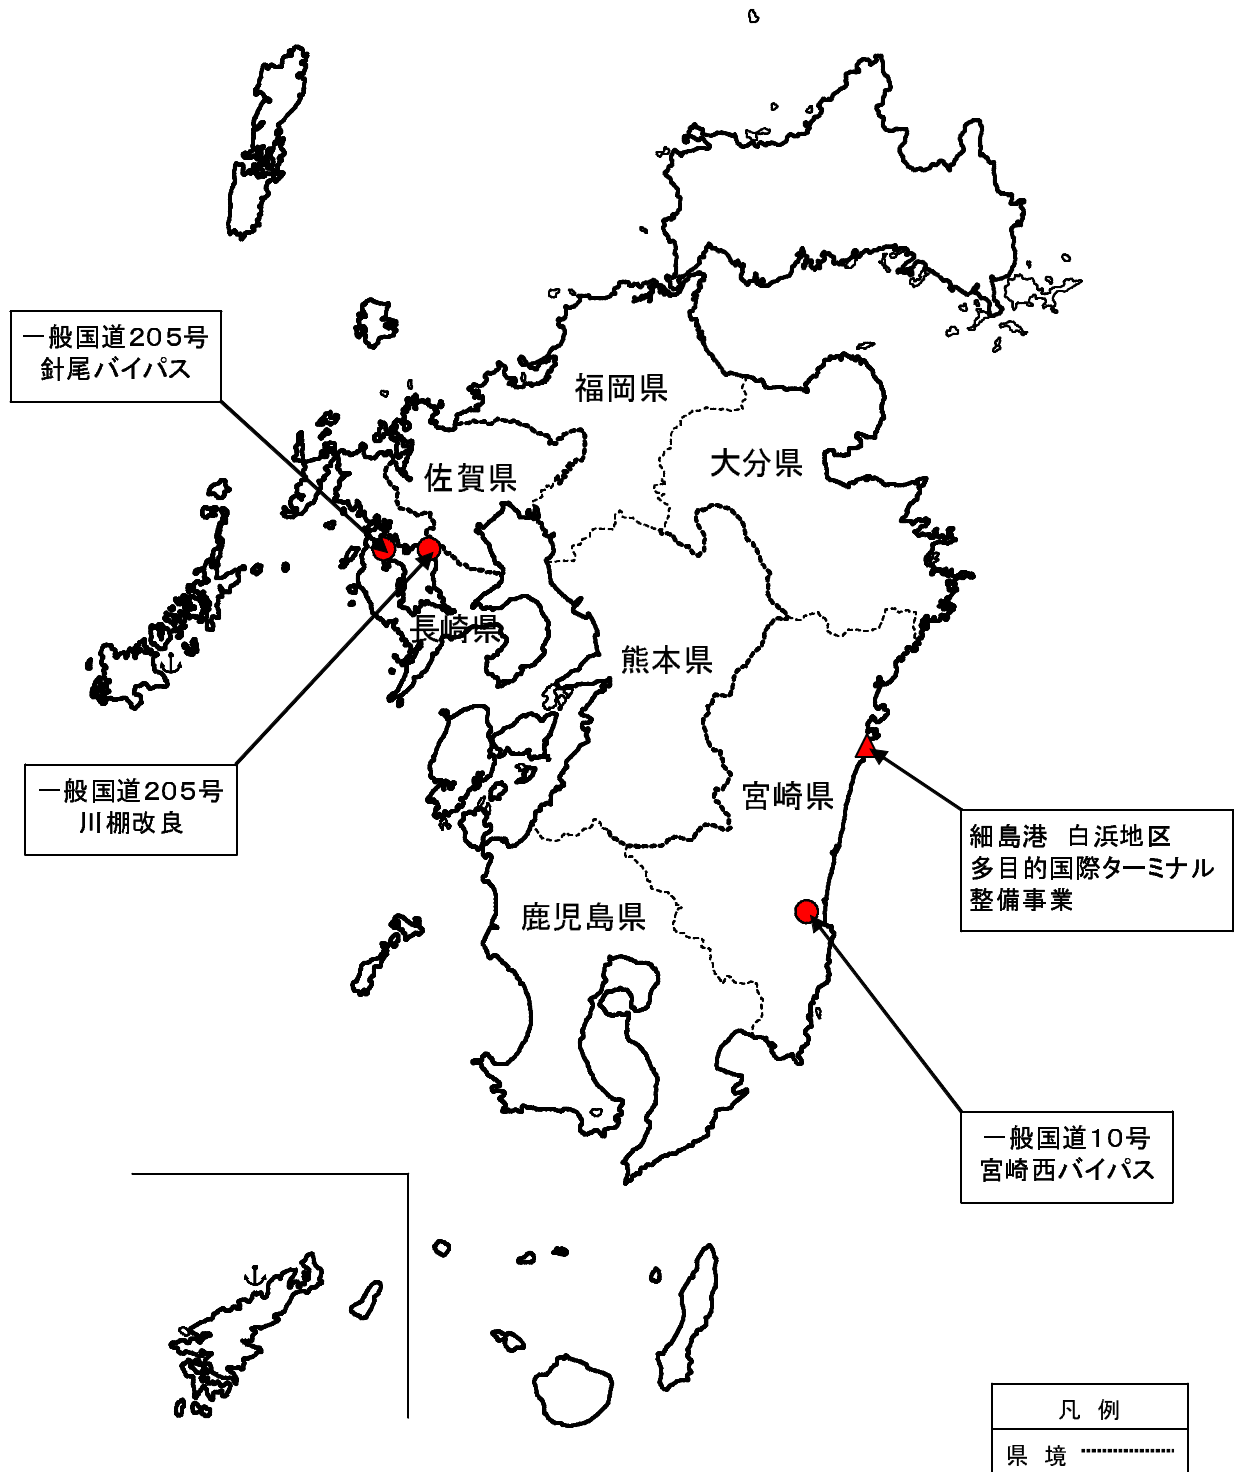 一般国道205号
針尾バイパス
福岡県
大分県
佐賀県
長崎県
熊本県
一般国道205号
川棚改良
宮崎県
細島港　白浜地区
多目的国際ターミナル
整備事業
鹿児島県
一般国道10号
宮崎西バイパス
凡 例
県 境